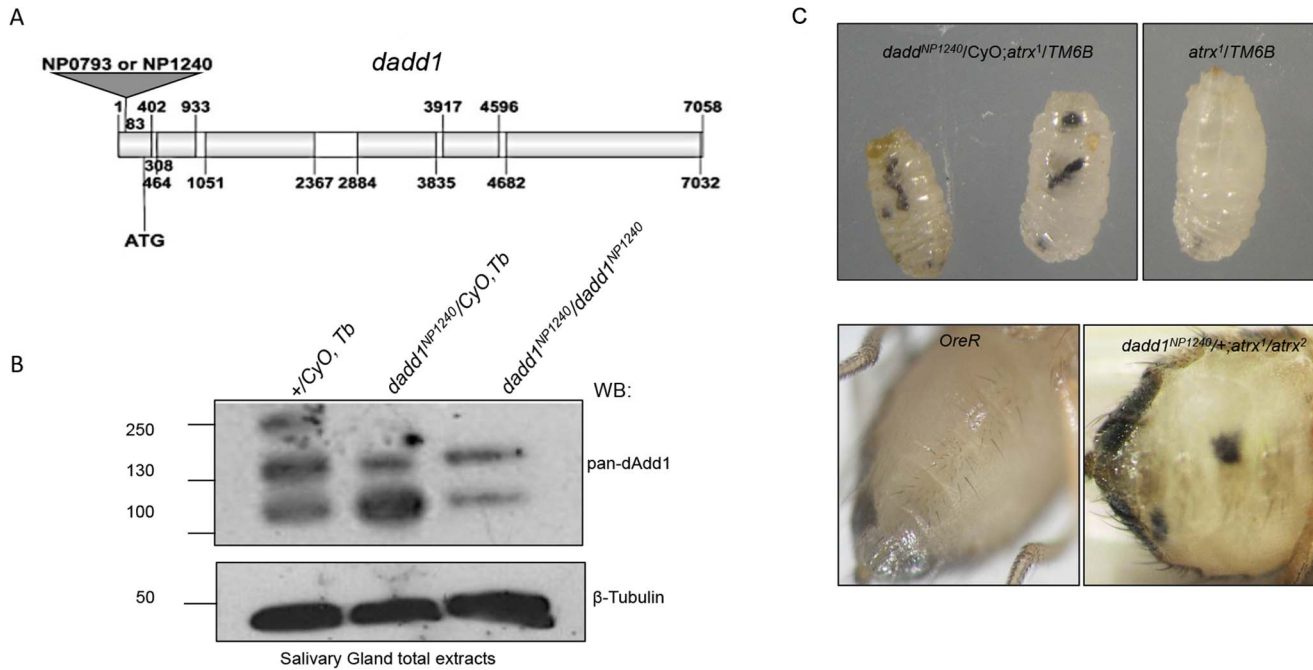 A
NP0793 or NP1240
dadd1
1 402 933 3917 4596 7058
83
308
464 1051 2367 2884 3835 4682 7032
ATG
B
+/CyO, Tb
dadd1NP1240/CyO,Tb
dadd1NP1240/dadd1NP1240
WB:
250
130
100
pan-dAdd1
50
β-Tubulin
Salivary Gland total extracts
C
daddNP1240/CyO;atrx1/TM6B
atrx1/TM6B
OreR
dadd1NP1240/+;atrx1/atrx2